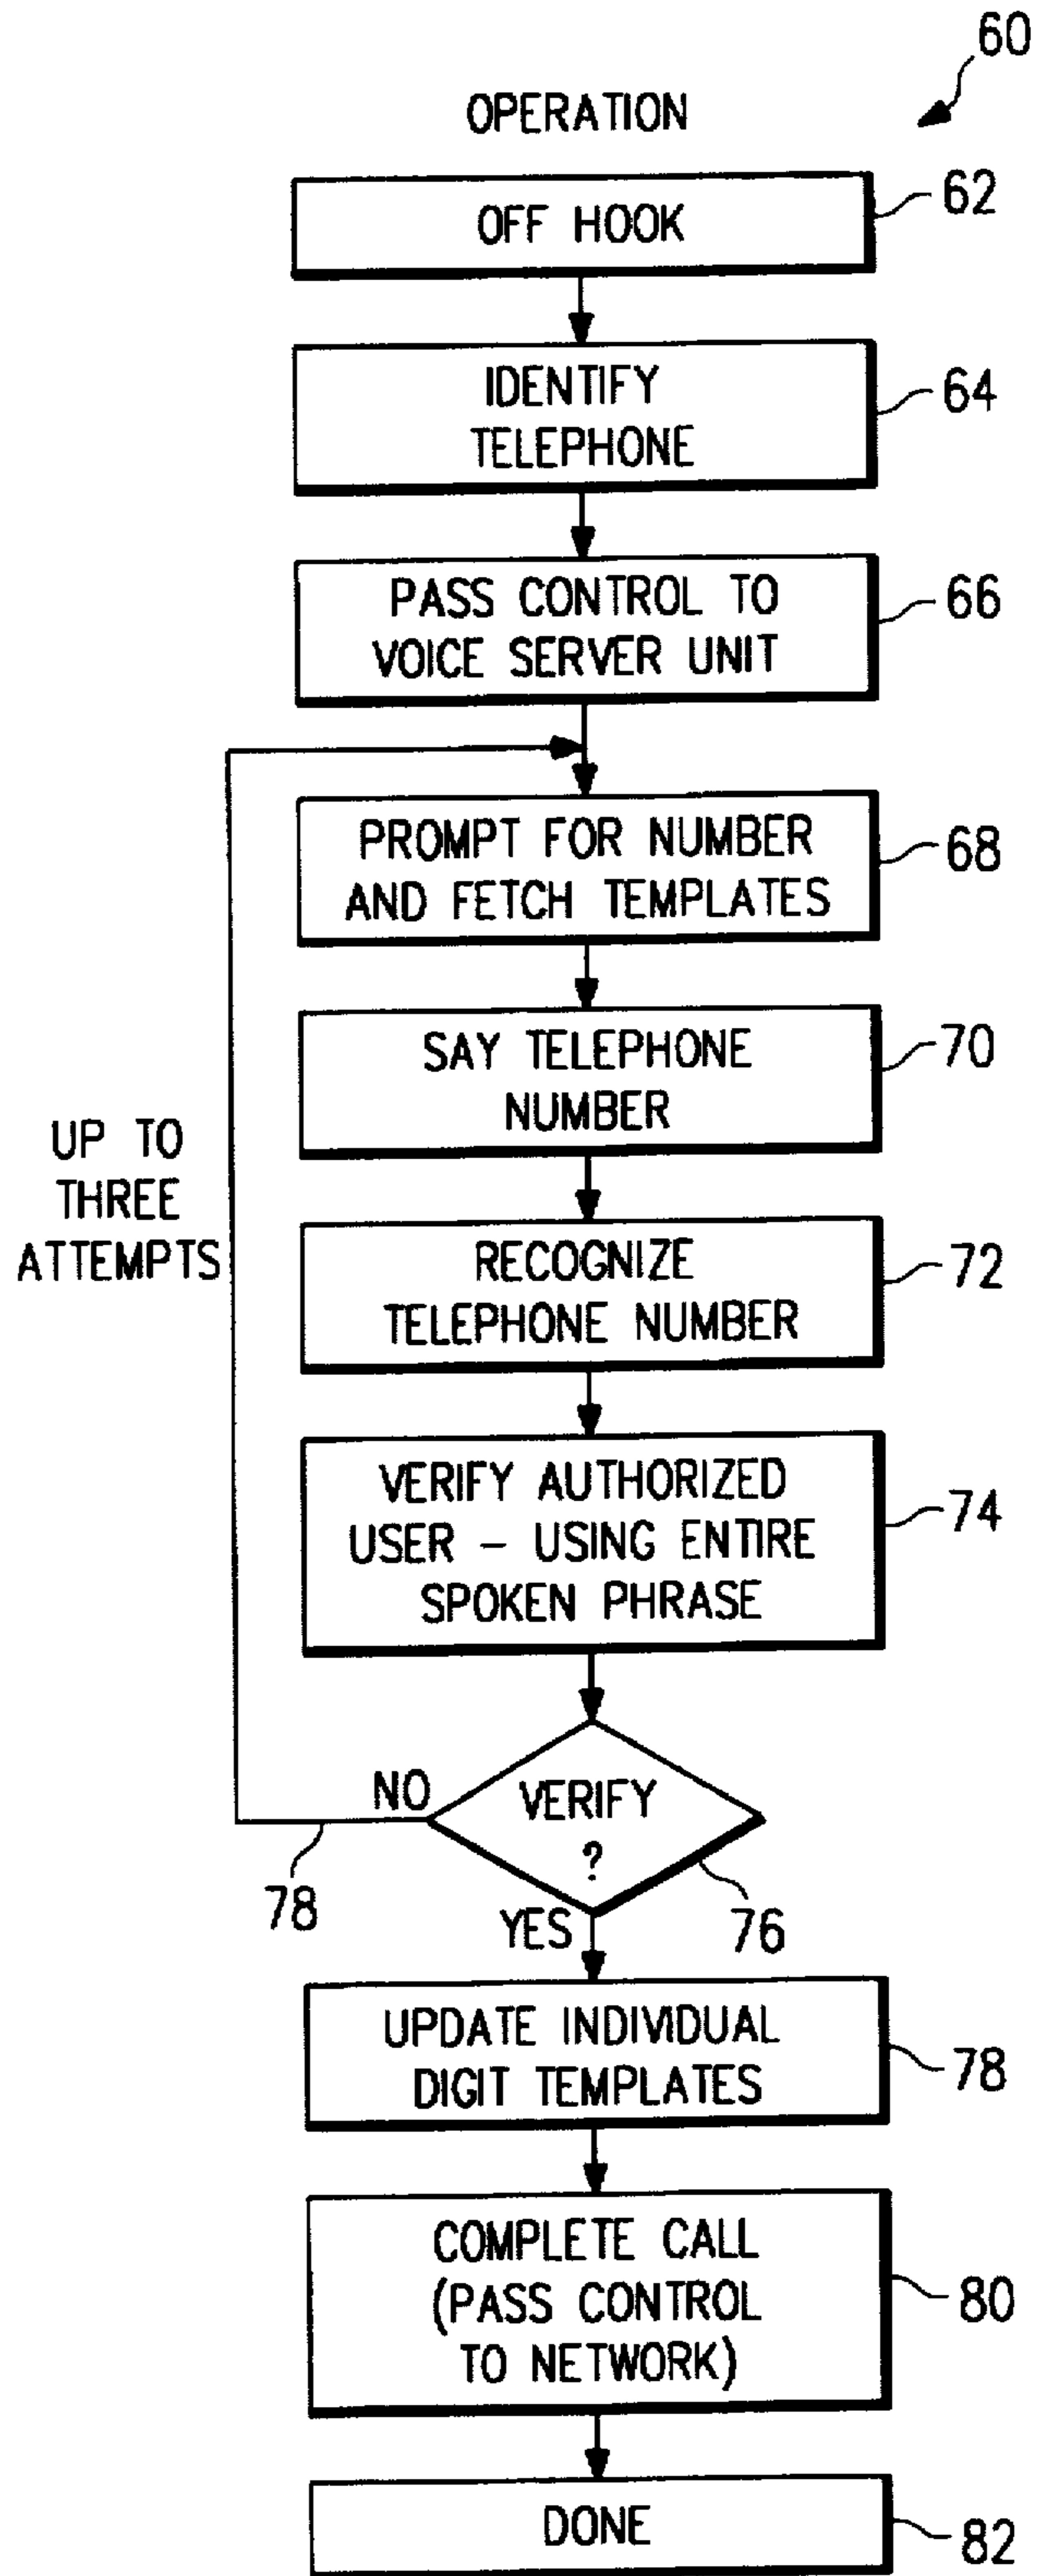 60
OPERATION
OFF HOOK
62
IDENTIFY
TELEPHONE
64
PASS CONTROL TO
VOICE SERVER UNIT
66
PROMPT FOR NUMBER
AND FETCH TEMPLATES
68
SAY TELEPHONE
NUMBER
70
UP TO
THREE
ATTEMPTS
RECOGNIZE
TELEPHONE NUMBER
72
VERIFY AUTHORIZED
USER – USING ENTIRE
SPOKEN PHRASE
74
NO
VERIFY
?
78
YES
76
UPDATE INDIVIDUAL
DIGIT TEMPLATES
78
COMPLETE CALL
(PASS CONTROL
TO NETWORK)
80
DONE
82